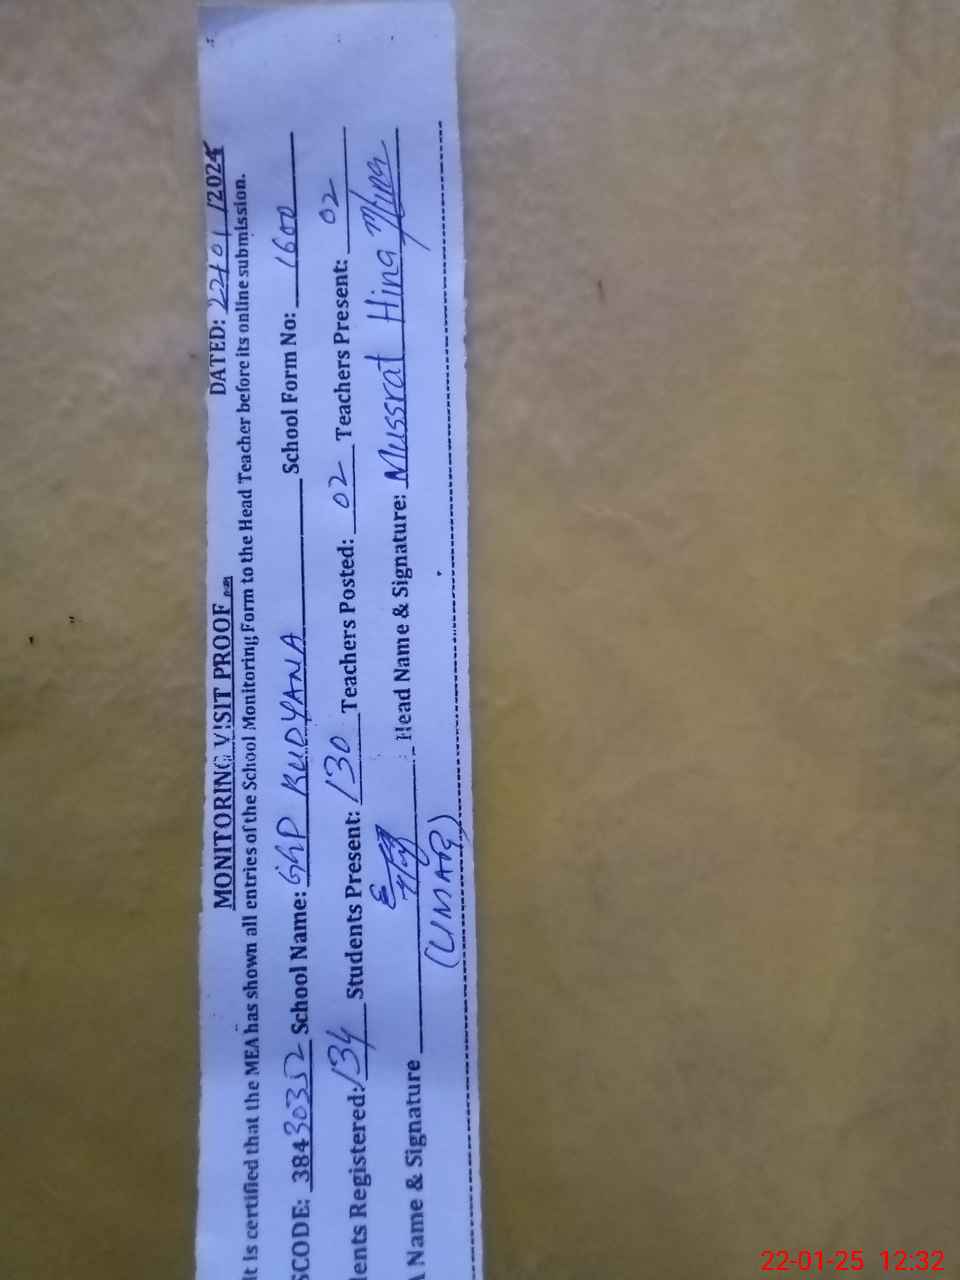 MONITORING VISIT PROOF DATED: 22/01/2025
It is certified that the MEA has shown all entries of the School Monitoring Form to the Head Teacher before its online submission.
SCODE: 38430352 School Name: GGP BUDYANA School Form No: 1600
ents Registered: 134 Students Present: 130 Teachers Posted: 02 Teachers Present: 02
Name & Signature Head Name & Signature: Mussrat Hina
(UMAR)
22-01-25 12:32